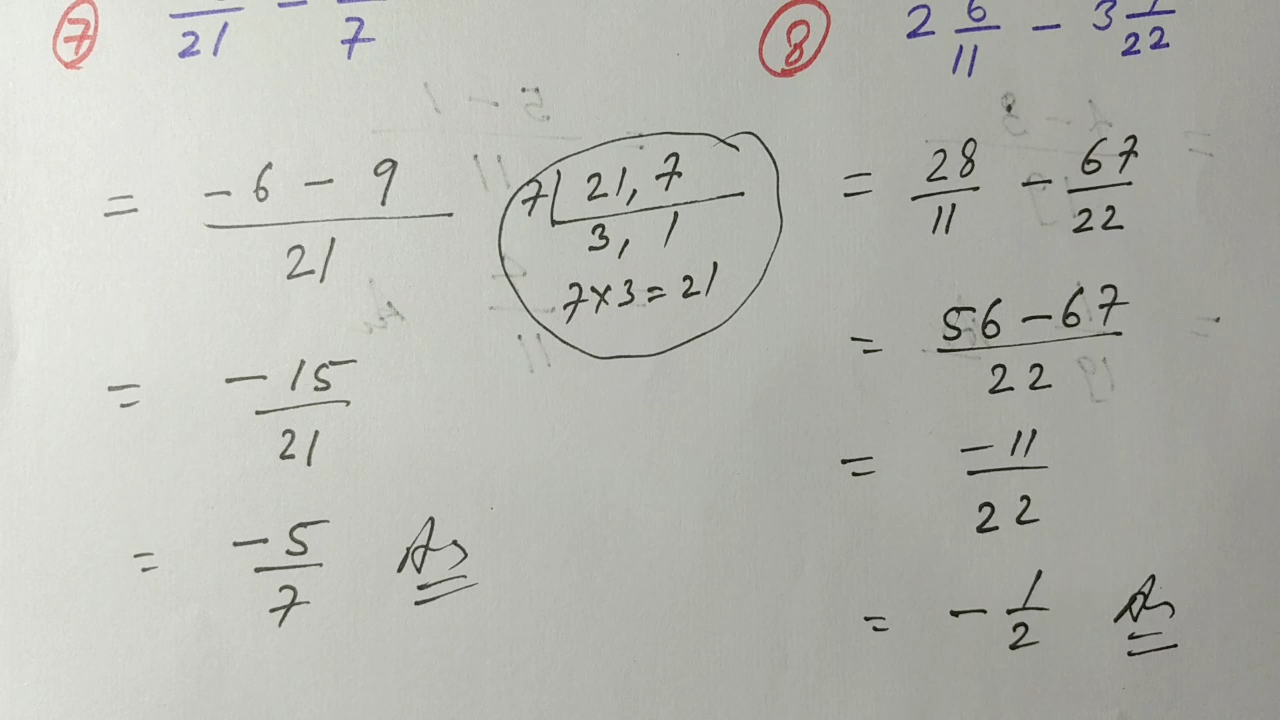 ⑦ /21 - /7
= (-6 - 9)/21
7 | 21, 7
3, 1
7×3=21
= -15/21
= -5/7 Ans
⑧ 2 6/11 - 3 1/22
= 28/11 - 67/22
= (56 - 67)/22
= -11/22
= -1/2 Ans